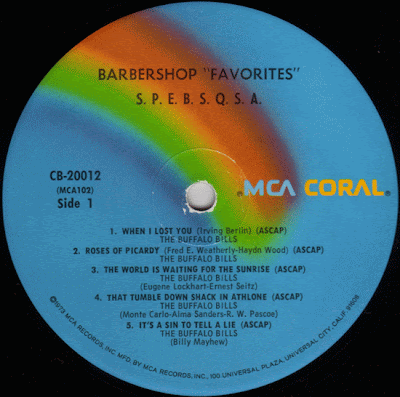 BARBERSHOP "FAVORITES"
S. P. E. B. S. Q. S. A.
CB-20012
(MCA102)
Side 1
MCA CORAL
1. WHEN I LOST YOU (Irving Berlin) (ASCAP)
THE BUFFALO BILLS
2. ROSES OF PICARDY (Fred E. Weatherly-Haydn Wood) (ASCAP)
THE BUFFALO BILLS
3. THE WORLD IS WAITING FOR THE SUNRISE (ASCAP)
THE BUFFALO BILLS
(Eugene Lockhart-Ernest Seitz)
4. THAT TUMBLE DOWN SHACK IN ATHLONE (ASCAP)
THE BUFFALO BILLS
(Monte Carlo-Alma Sanders-R. W. Pascoe)
5. IT'S A SIN TO TELL A LIE (ASCAP)
THE BUFFALO BILLS
(Billy Mayhew)
©1973 MCA RECORDS, INC. MFG. BY MCA RECORDS, INC., 100 UNIVERSAL PLAZA, UNIVERSAL CITY, CALIF. 91608